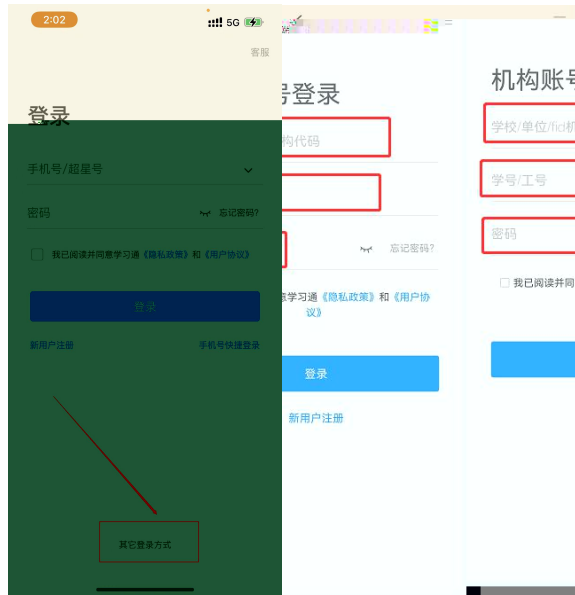 2:02
5G
客服
登录
手机号/超星号
密码
忘记密码?
我已阅读并同意学习通《隐私政策》和《用户协议》
登录
新用户注册
手机号快捷登录
其它登录方式
号登录
构代码
忘记密码?
意学习通《隐私政策》和《用户协
议》
登录
新用户注册
机构账号
学校/单位/fid机
学号/工号
密码
我已阅读并同